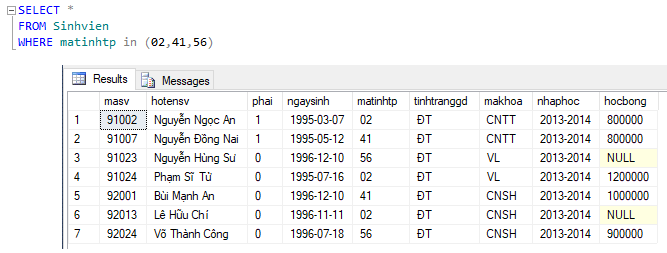 SELECT *
FROM Sinhvien
WHERE matinhtp in (02,41,56)
Results Messages
masv hotensv phai ngaysinh matinhtp tinhtranggd makhoa nhaphoc hocbong
1 91002 Nguyễn Ngọc An 1 1995-03-07 02 ĐT CNTT 2013-2014 800000
2 91007 Nguyễn Đồng Nai 1 1995-05-12 41 ĐT CNTT 2013-2014 800000
3 91023 Nguyễn Hùng Sư 0 1996-12-10 56 ĐT VL 2013-2014 NULL
4 91024 Phạm Sĩ Tử 0 1995-07-16 02 ĐT VL 2013-2014 1200000
5 92001 Bùi Mạnh An 0 1996-12-10 41 ĐT CNSH 2013-2014 1000000
6 92013 Lê Hữu Chí 0 1996-11-11 02 ĐT CNSH 2013-2014 NULL
7 92024 Võ Thành Công 0 1996-07-18 56 ĐT CNSH 2013-2014 900000